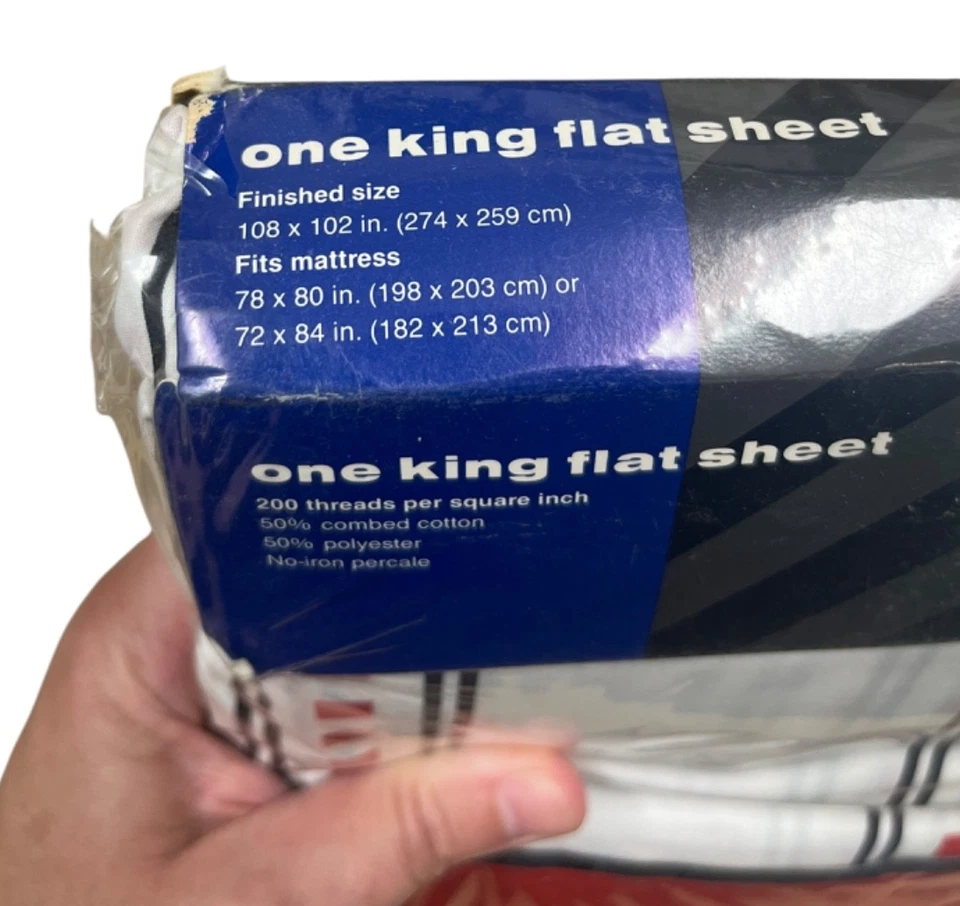 one king flat sheet
Finished size
108 x 102 in. (274 x 259 cm)
Fits mattress
78 x 80 in. (198 x 203 cm) or
72 x 84 in. (182 x 213 cm)
one king flat sheet
200 threads per square inch
50% combed cotton
50% polyester
No-iron percale